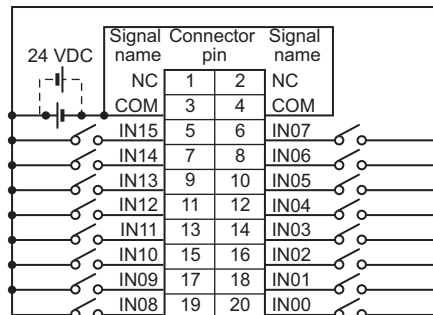 Signal name Connector pin Signal name
24 VDC
NC 1 2 NC
COM 3 4 COM
IN15 5 6 IN07
IN14 7 8 IN06
IN13 9 10 IN05
IN12 11 12 IN04
IN11 13 14 IN03
IN10 15 16 IN02
IN09 17 18 IN01
IN08 19 20 IN00